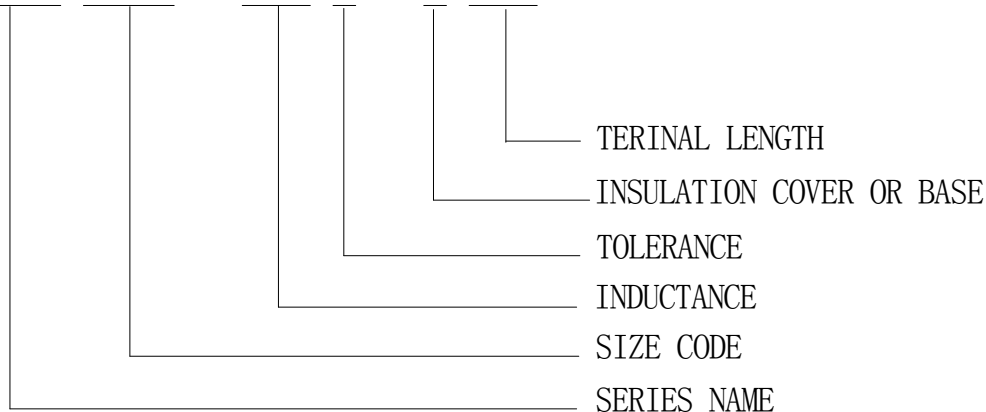 TERINAL LENGTH
INSULATION COVER OR BASE
TOLERANCE
INDUCTANCE
SIZE CODE
SERIES NAME